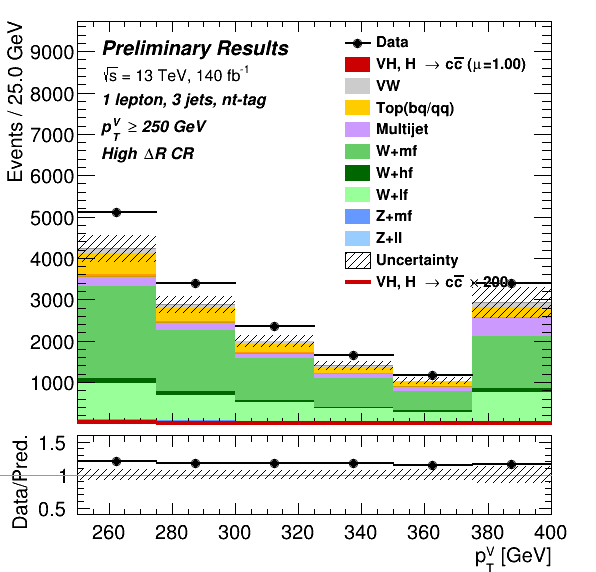 Events / 25.0 GeV
9000
8000
7000
6000
5000
4000
3000
2000
1000
Preliminary Results
√s = 13 TeV, 140 fb⁻¹
1 lepton, 3 jets, nt-tag
p_T^V ≥ 250 GeV
High ΔR CR
Data
VH, H → cc̅ (μ=1.00)
VW
Top(bq/qq)
Multijet
W+mf
W+hf
W+lf
Z+mf
Z+ll
Uncertainty
VH, H → cc̅ × 200
Data/Pred.
1.5
1
0.5
260 280 300 320 340 360 380 400
p_T^V [GeV]